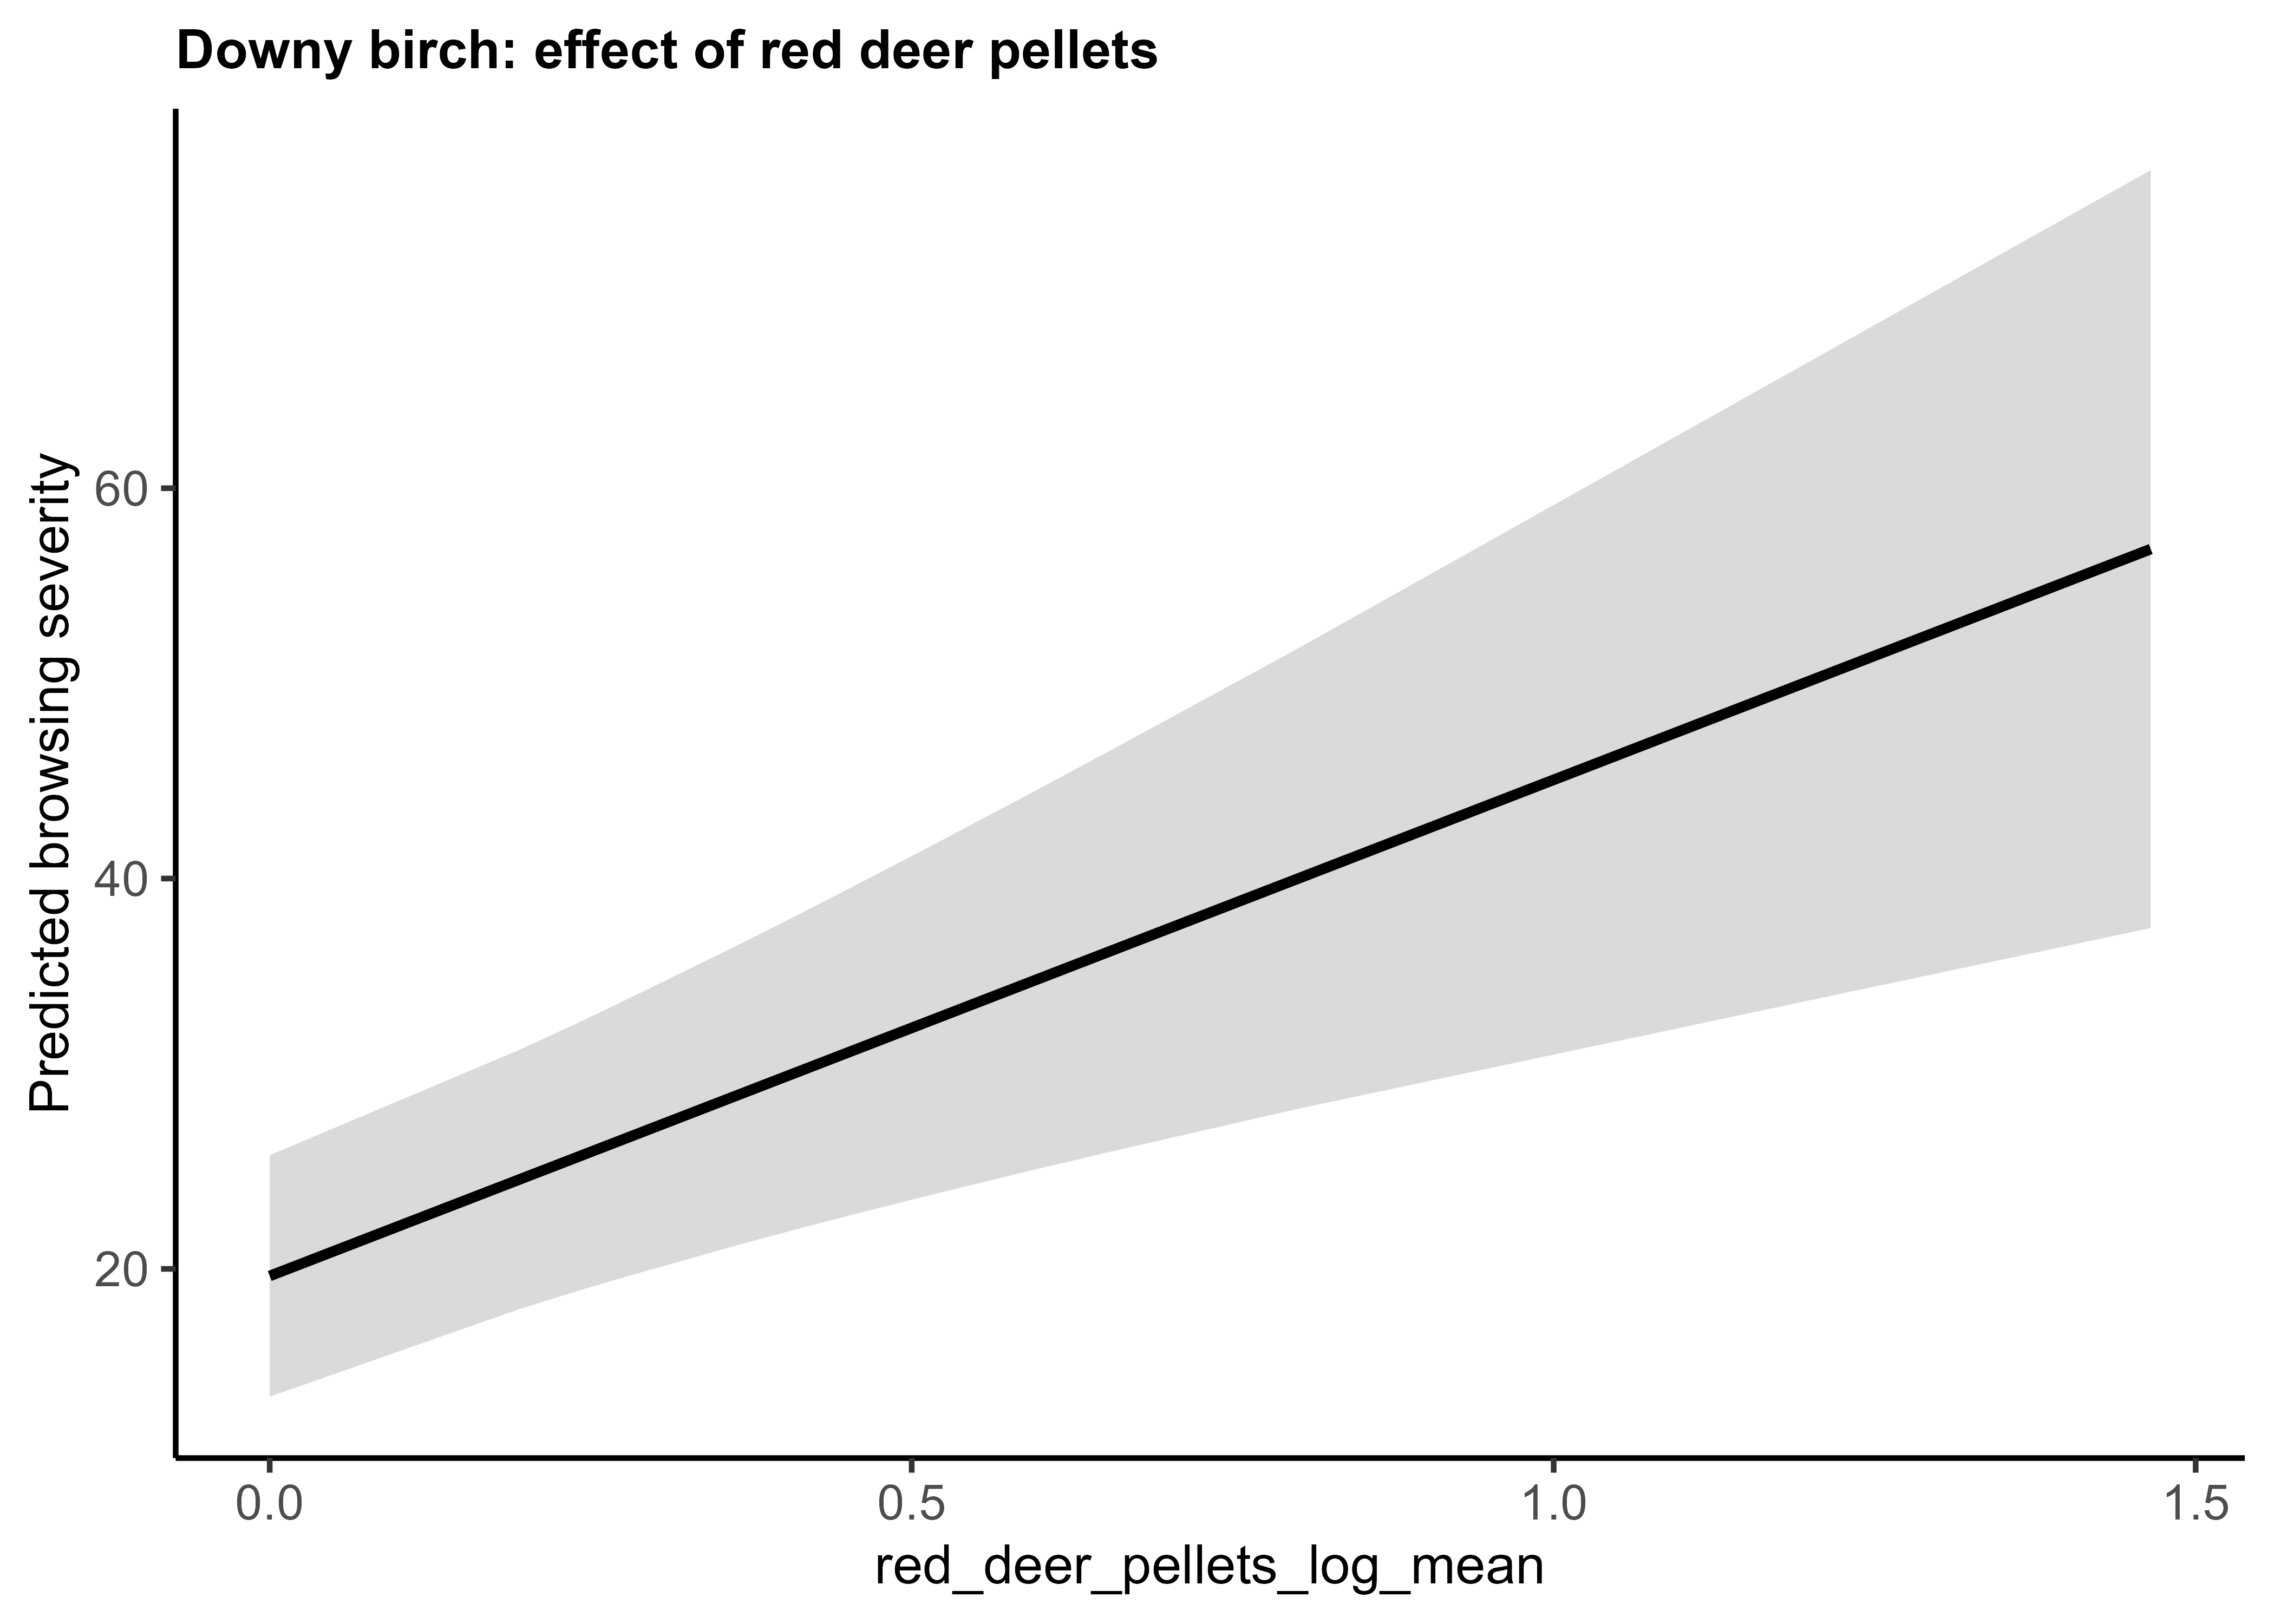 Downy birch: effect of red deer pellets
Predicted browsing severity
60
40
20
0.0 0.5 1.0 1.5
red_deer_pellets_log_mean